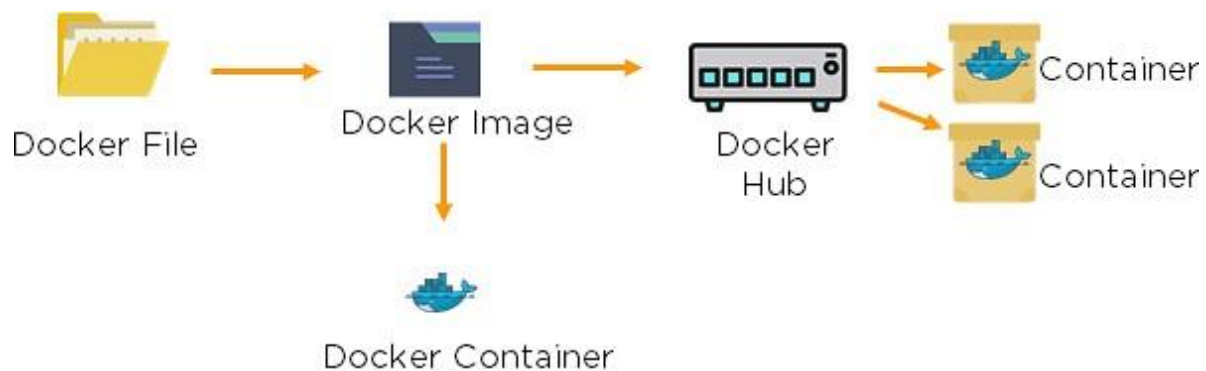 Docker File
Docker Image
Docker
Hub
Container
Container
Docker Container